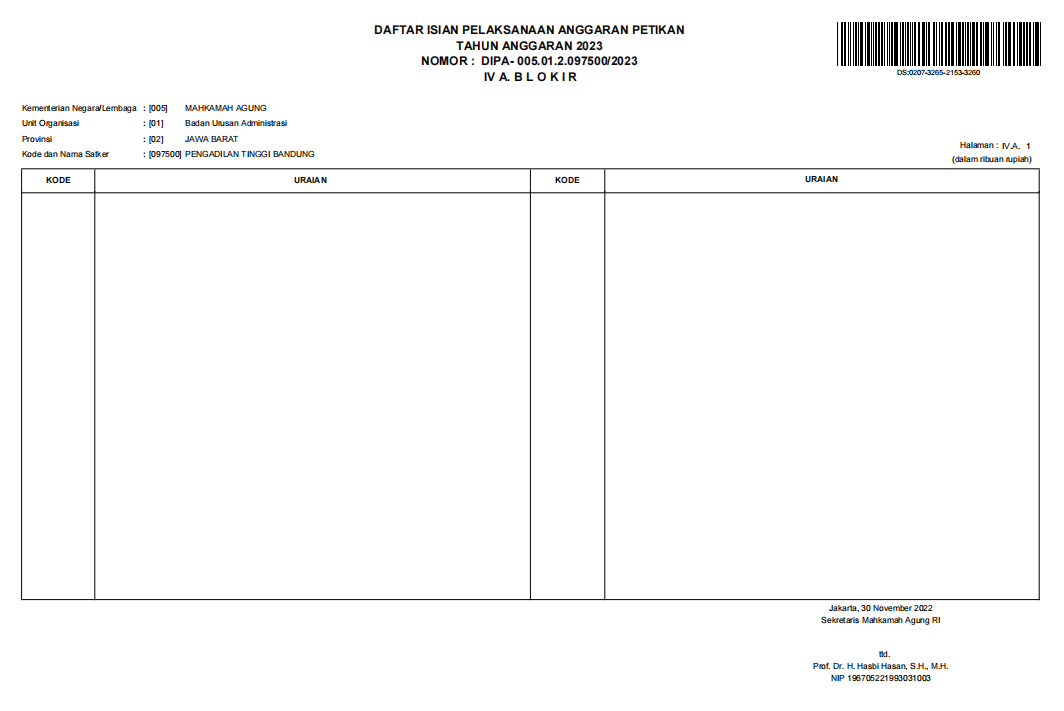 DAFTAR ISIAN PELAKSANAAN ANGGARAN PETIKAN
TAHUN ANGGARAN 2023
NOMOR : DIPA- 005.01.2.097500/2023
IV A. B L O K I R
DS:0207-3265-2153-3260
Kementerian Negara/Lembaga : [005] MAHKAMAH AGUNG
Unit Organisasi : [01] Badan Urusan Administrasi
Provinsi : [02] JAWA BARAT
Kode dan Nama Satker : [097500] PENGADILAN TINGGI BANDUNG
Halaman : IV.A. 1
(dalam ribuan rupiah)
KODE URAIAN KODE URAIAN
Jakarta, 30 November 2022
Sekretaris Mahkamah Agung RI
ttd.
Prof. Dr. H. Hasbi Hasan, S.H., M.H.
NIP 196705221993031003